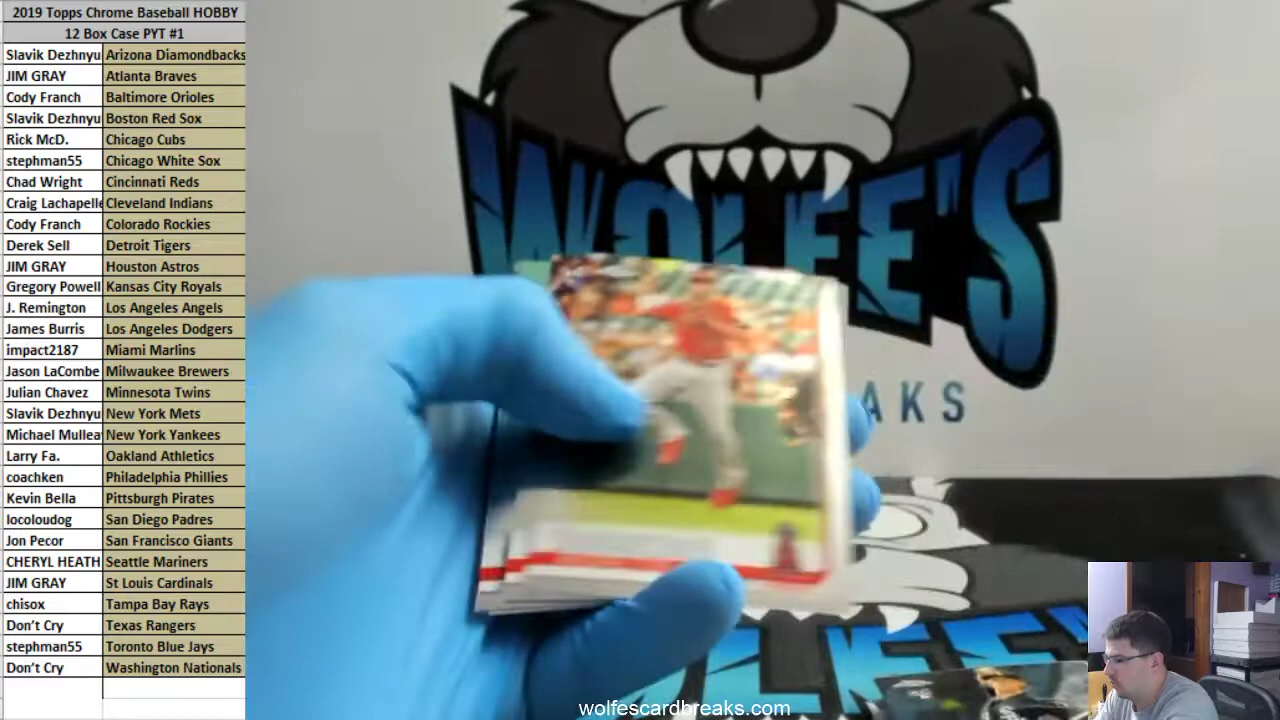 2019 Topps Chrome Baseball HOBBY
12 Box Case PYT #1
Slavik Dezhnyu Arizona Diamondbacks
JIM GRAY Atlanta Braves
Cody Franch Baltimore Orioles
Slavik Dezhnyu Boston Red Sox
Rick McD. Chicago Cubs
stephman55 Chicago White Sox
Chad Wright Cincinnati Reds
Craig Lachapelle Cleveland Indians
Cody Franch Colorado Rockies
Derek Sell Detroit Tigers
JIM GRAY Houston Astros
Gregory Powell Kansas City Royals
J. Remington Los Angeles Angels
James Burris Los Angeles Dodgers
impact2187 Miami Marlins
Jason LaCombe Milwaukee Brewers
Julian Chavez Minnesota Twins
Slavik Dezhnyu New York Mets
Michael Mullea New York Yankees
Larry Fa. Oakland Athletics
coachken Philadelphia Phillies
Kevin Bella Pittsburgh Pirates
locoloudog San Diego Padres
Jon Pecor San Francisco Giants
CHERYL HEATH Seattle Mariners
JIM GRAY St Louis Cardinals
chisox Tampa Bay Rays
Don't Cry Texas Rangers
stephman55 Toronto Blue Jays
Don't Cry Washington Nationals
WOLFE'S
AKS
WOLFE'
wolfescardbreaks.com